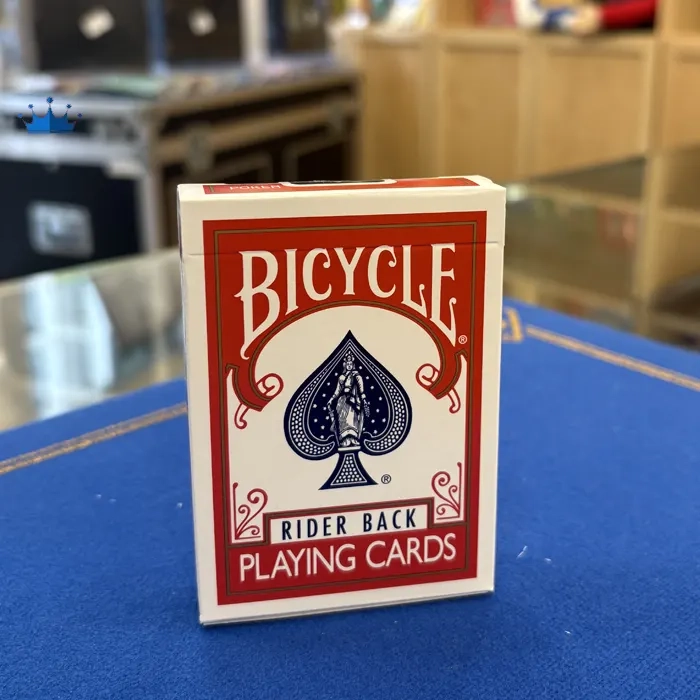 POKER
BICYCLE®
®
RIDER BACK
PLAYING CARDS